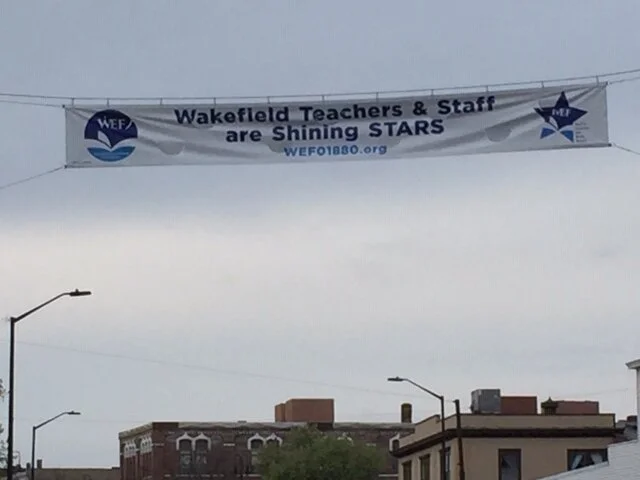 WEF
Wakefield Teachers & Staff
are Shining STARS
WEF01880.org
WEF